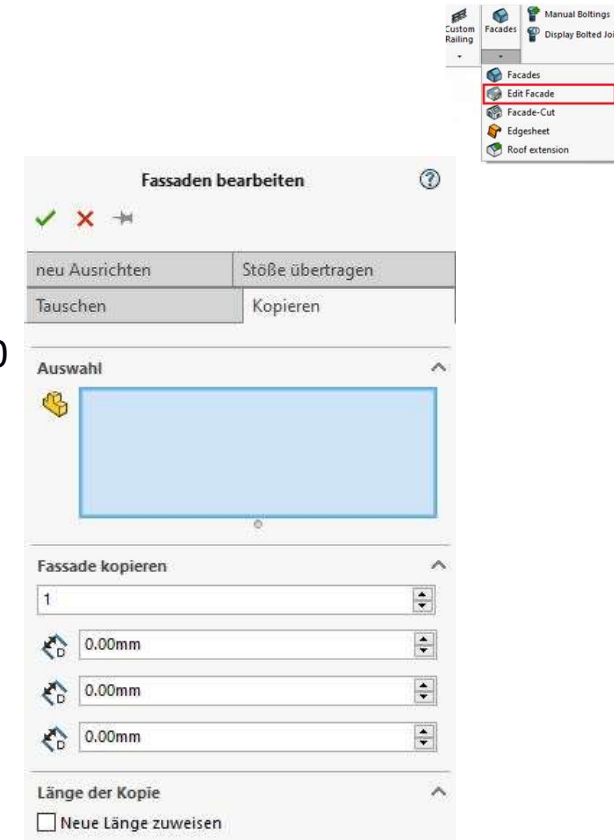 Custom
Railing
Facades
Manual Boltings
Display Bolted Joi
Facades
Edit Facade
Facade-Cut
Edgesheet
Roof extension
Fassaden bearbeiten
neu Ausrichten
Stöße übertragen
Tauschen
Kopieren
0
Auswahl
Fassade kopieren
1
0.00mm
0.00mm
0.00mm
Länge der Kopie
Neue Länge zuweisen